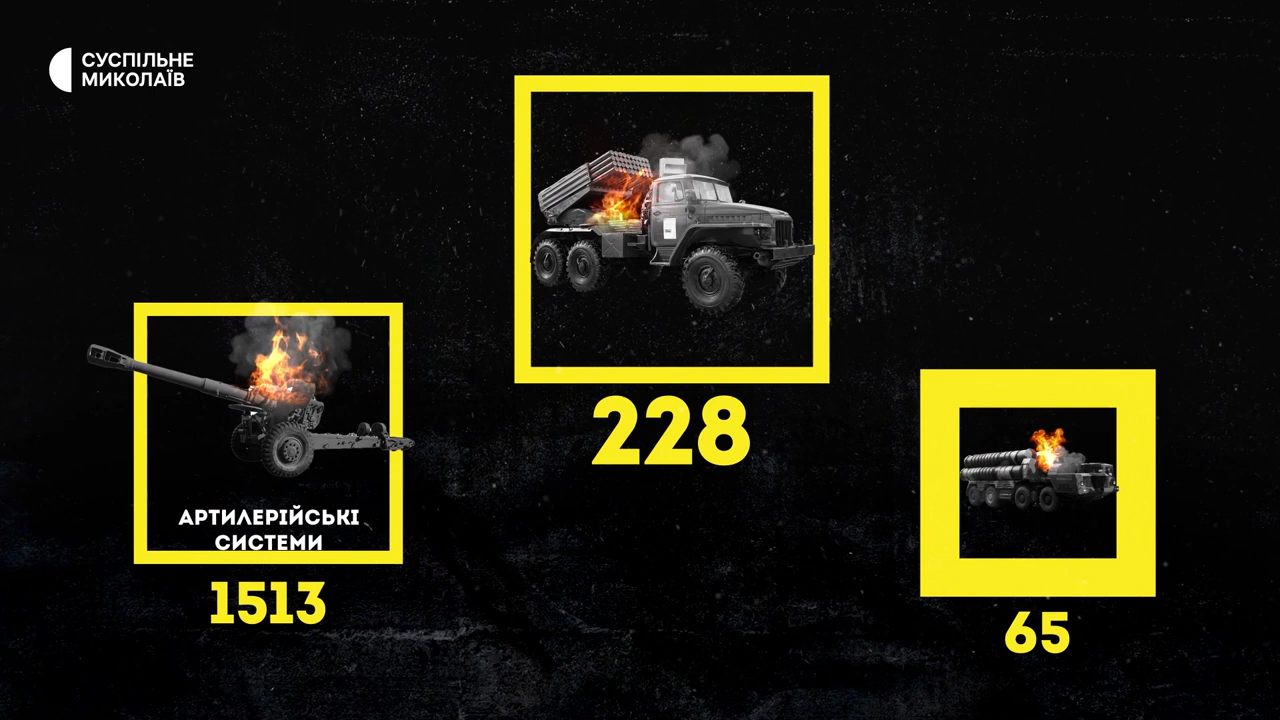 СУСПІЛЬНЕ
МИКОЛАЇВ
228
АРТИЛЕРІЙСЬКІ
СИСТЕМИ
1513
65